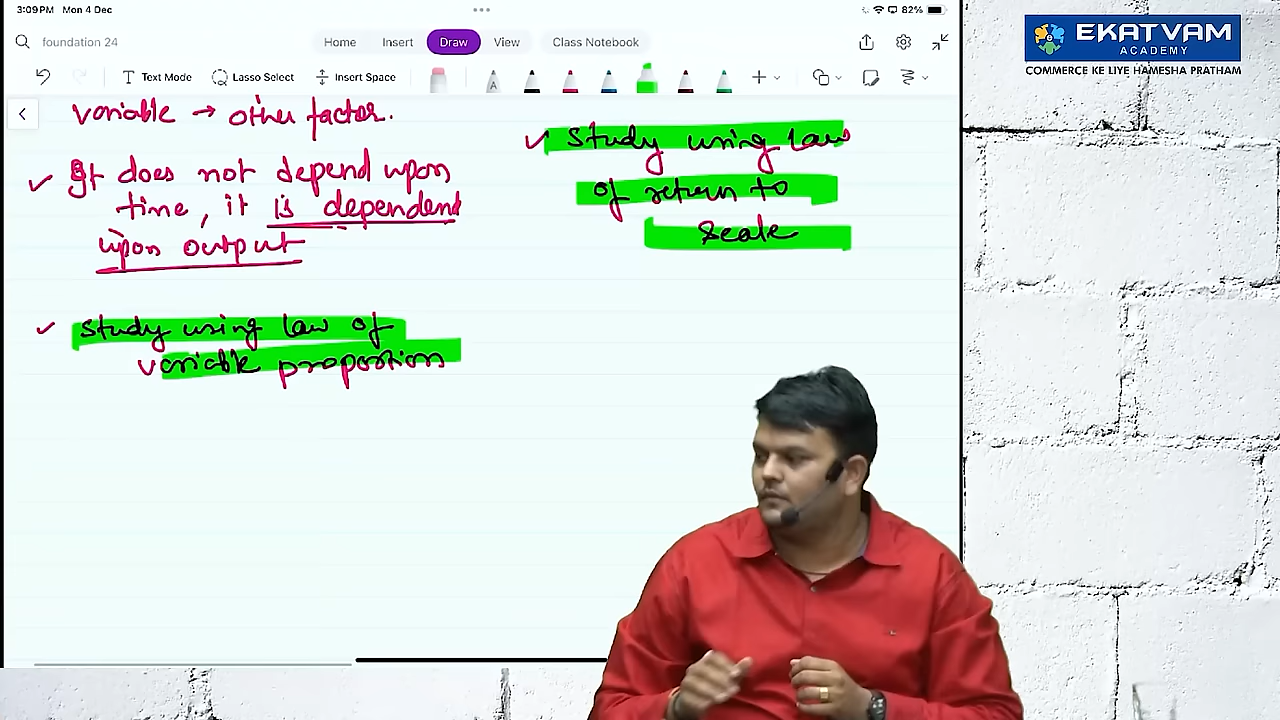 3:09 PM Mon 4 Dec
82%
foundation 24
Home Insert Draw View Class Notebook
Text Mode Lasso Select Insert Space
variable → other factor.
It does not depend upon
time, it is dependent
upon output
Study using law of
variable proportion
Study using Law
of return to
Scale
EKATVAM
ACADEMY
COMMERCE KE LIYE HAMESHA PRATHAM